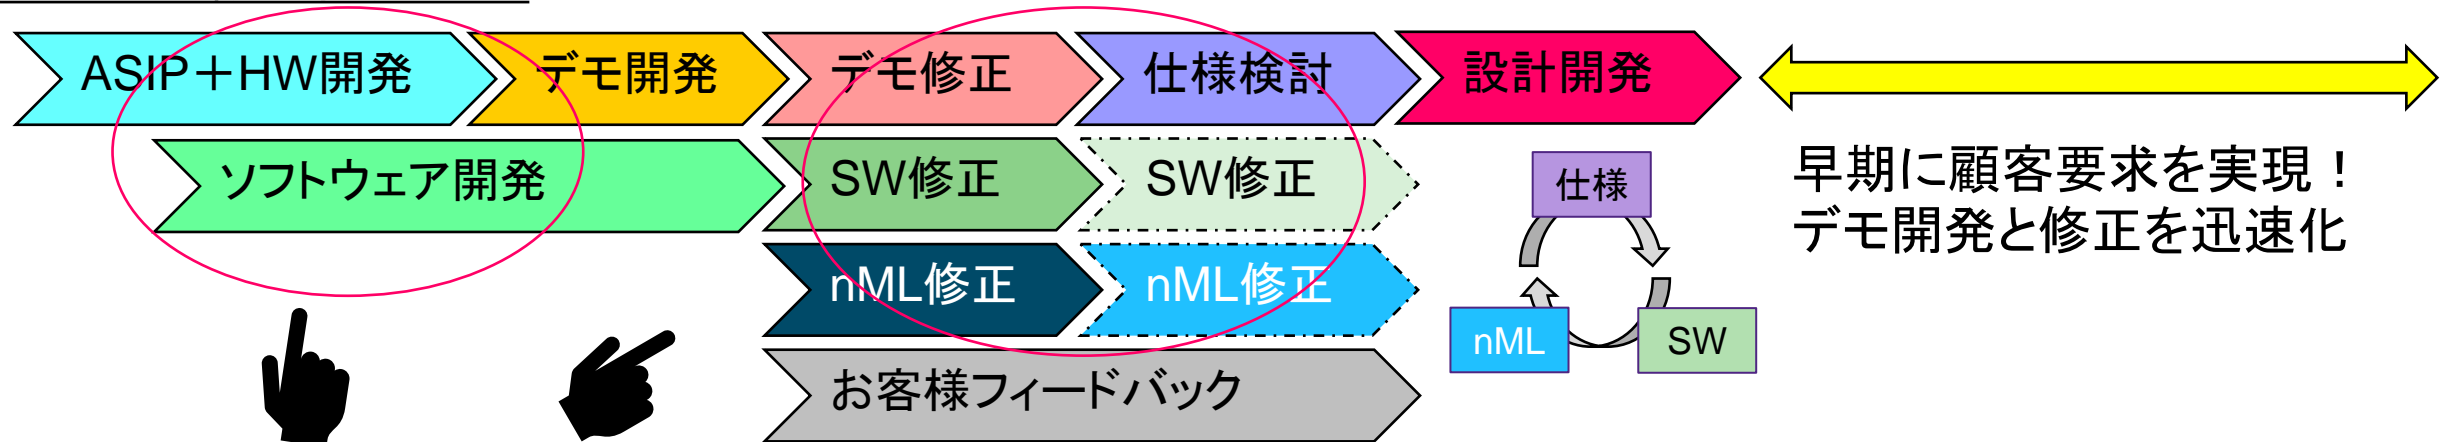 ASIP＋HW開発
デモ開発
デモ修正
仕様検討
設計開発
ソフトウェア開発
SW修正
SW修正
nML修正
nML修正
お客様フィードバック
仕様
nML
SW
早期に顧客要求を実現！
デモ開発と修正を迅速化